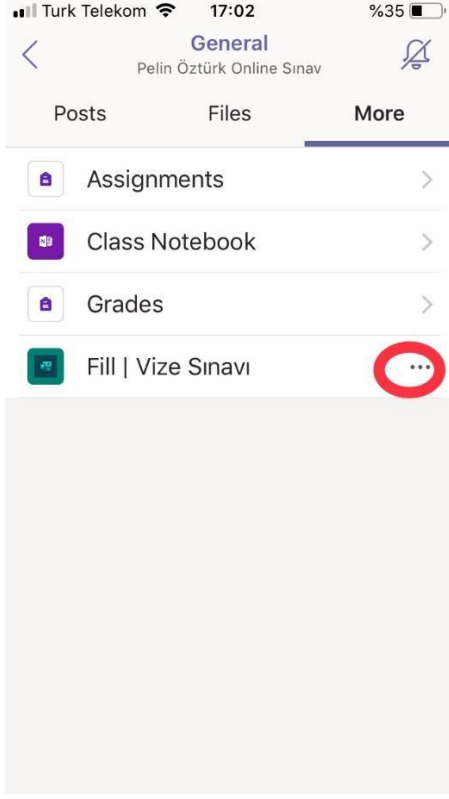 Turk Telekom 17:02 %35
General
Pelin Öztürk Online Sınav
Posts Files More
Assignments
Class Notebook
Grades
Fill | Vize Sınavı